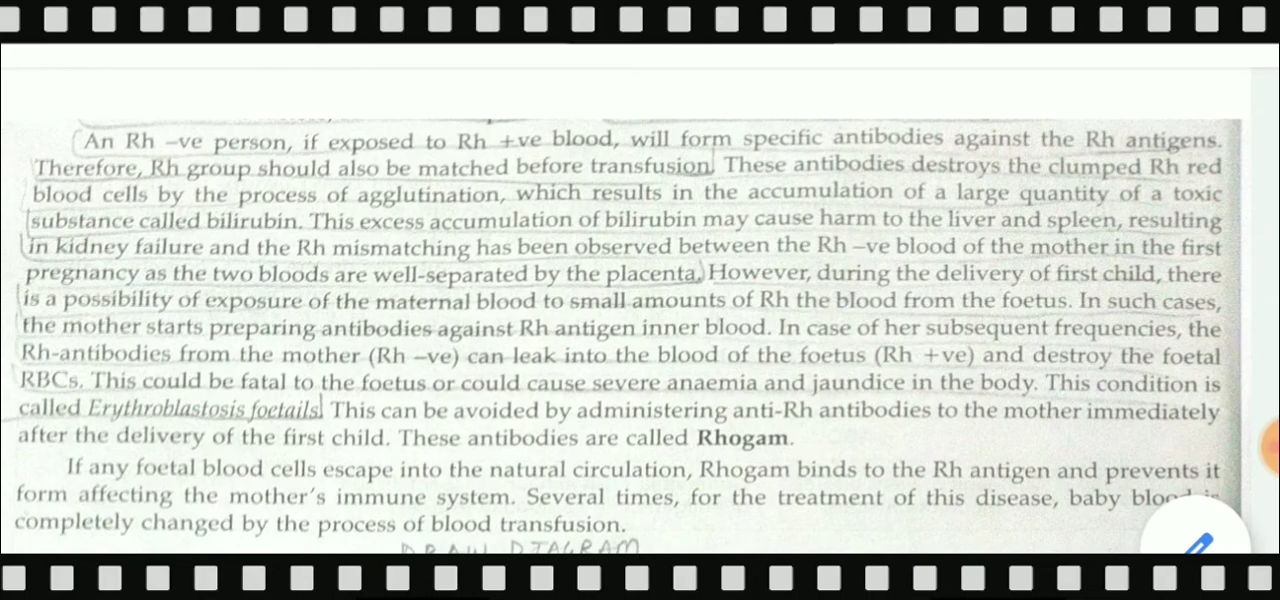 An Rh –ve person, if exposed to Rh +ve blood, will form specific antibodies against the Rh antigens.
Therefore, Rh group should also be matched before transfusion. These antibodies destroys the clumped Rh red
blood cells by the process of agglutination, which results in the accumulation of a large quantity of a toxic
substance called bilirubin. This excess accumulation of bilirubin may cause harm to the liver and spleen, resulting
in kidney failure and the Rh mismatching has been observed between the Rh –ve blood of the mother in the first
pregnancy as the two bloods are well-separated by the placenta. However, during the delivery of first child, there
is a possibility of exposure of the maternal blood to small amounts of Rh the blood from the foetus. In such cases,
the mother starts preparing antibodies against Rh antigen inner blood. In case of her subsequent frequencies, the
Rh-antibodies from the mother (Rh –ve) can leak into the blood of the foetus (Rh +ve) and destroy the foetal
RBCs. This could be fatal to the foetus or could cause severe anaemia and jaundice in the body. This condition is
called Erythroblastosis foetails. This can be avoided by administering anti-Rh antibodies to the mother immediately
after the delivery of the first child. These antibodies are called Rhogam.
If any foetal blood cells escape into the natural circulation, Rhogam binds to the Rh antigen and prevents it
form affecting the mother's immune system. Several times, for the treatment of this disease, baby blood is
completely changed by the process of blood transfusion.
DRAW DIAGRAM